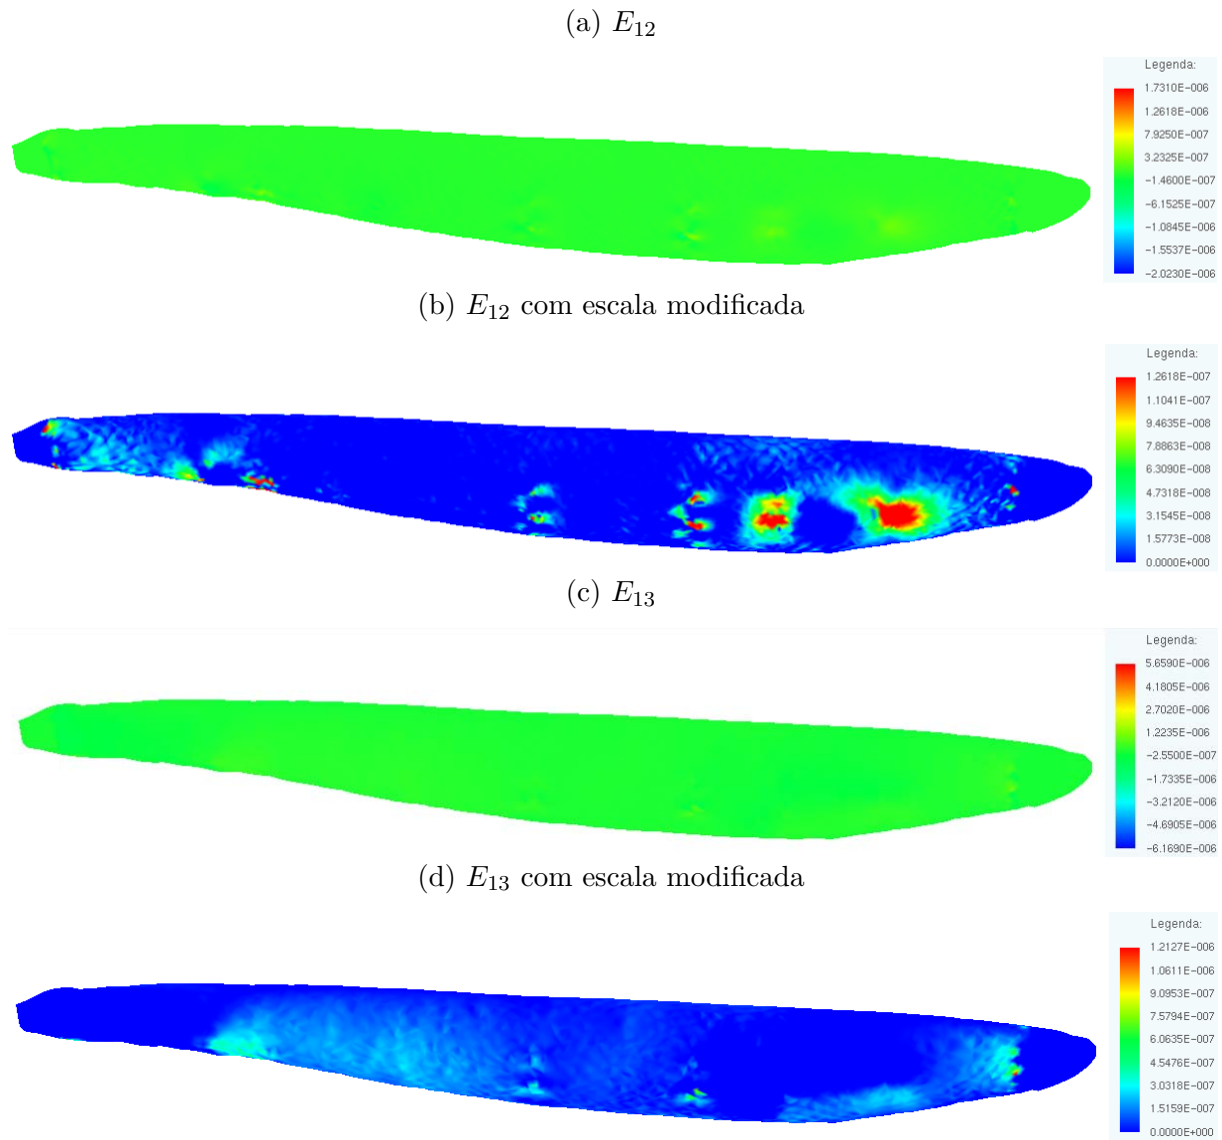 (a) E₁₂
Legenda:
1.7310E-006
1.2618E-006
7.9250E-007
3.2325E-007
-1.4600E-007
-6.1525E-007
-1.0845E-006
-1.5537E-006
-2.0230E-006
(b) E₁₂ com escala modificada
Legenda:
1.2618E-007
1.1041E-007
9.4635E-008
7.8863E-008
6.3090E-008
4.7318E-008
3.1545E-008
1.5773E-008
0.0000E+000
(c) E₁₃
Legenda:
5.6590E-006
4.1805E-006
2.7020E-006
1.2235E-006
-2.5500E-007
-1.7335E-006
-3.2120E-006
-4.6905E-006
-6.1690E-006
(d) E₁₃ com escala modificada
Legenda:
1.2127E-006
1.0611E-006
9.0953E-007
7.5794E-007
6.0635E-007
4.5476E-007
3.0318E-007
1.5159E-007
0.0000E+000